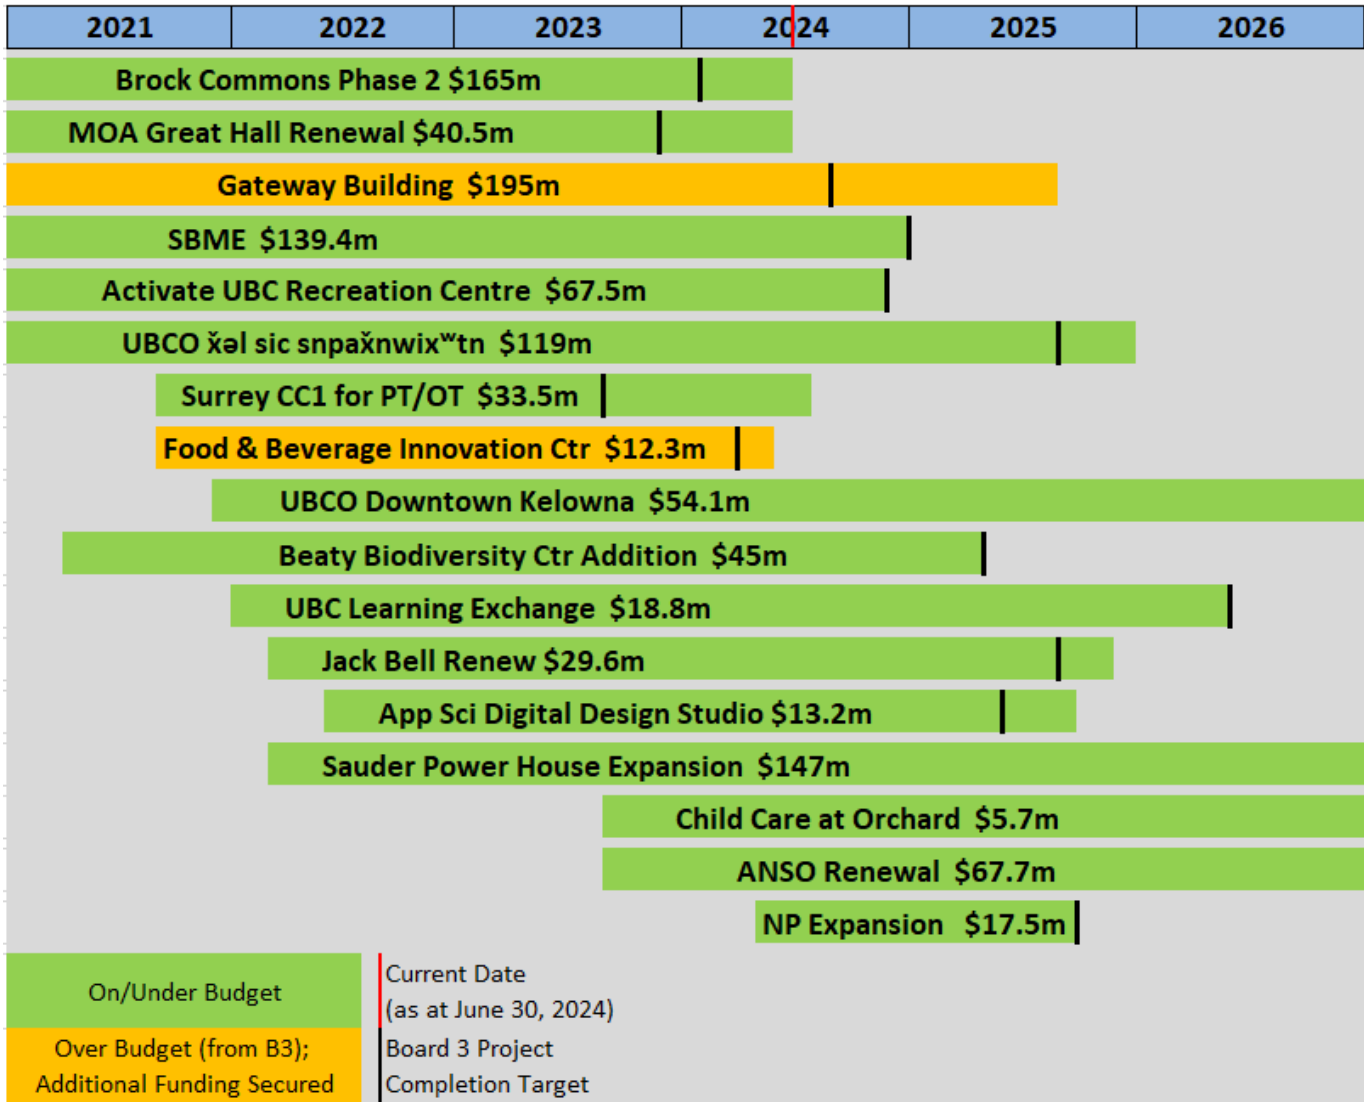 2021 2022 2023 2024 2025 2026
Brock Commons Phase 2 $165m
MOA Great Hall Renewal $40.5m
Gateway Building $195m
SBME $139.4m
Activate UBC Recreation Centre $67.5m
UBCO x̌əl sic snpax̌nwixʷtn $119m
Surrey CC1 for PT/OT $33.5m
Food & Beverage Innovation Ctr $12.3m
UBCO Downtown Kelowna $54.1m
Beaty Biodiversity Ctr Addition $45m
UBC Learning Exchange $18.8m
Jack Bell Renew $29.6m
App Sci Digital Design Studio $13.2m
Sauder Power House Expansion $147m
Child Care at Orchard $5.7m
ANSO Renewal $67.7m
NP Expansion $17.5m
On/Under Budget
Current Date
(as at June 30, 2024)
Over Budget (from B3);
Additional Funding Secured
Board 3 Project
Completion Target